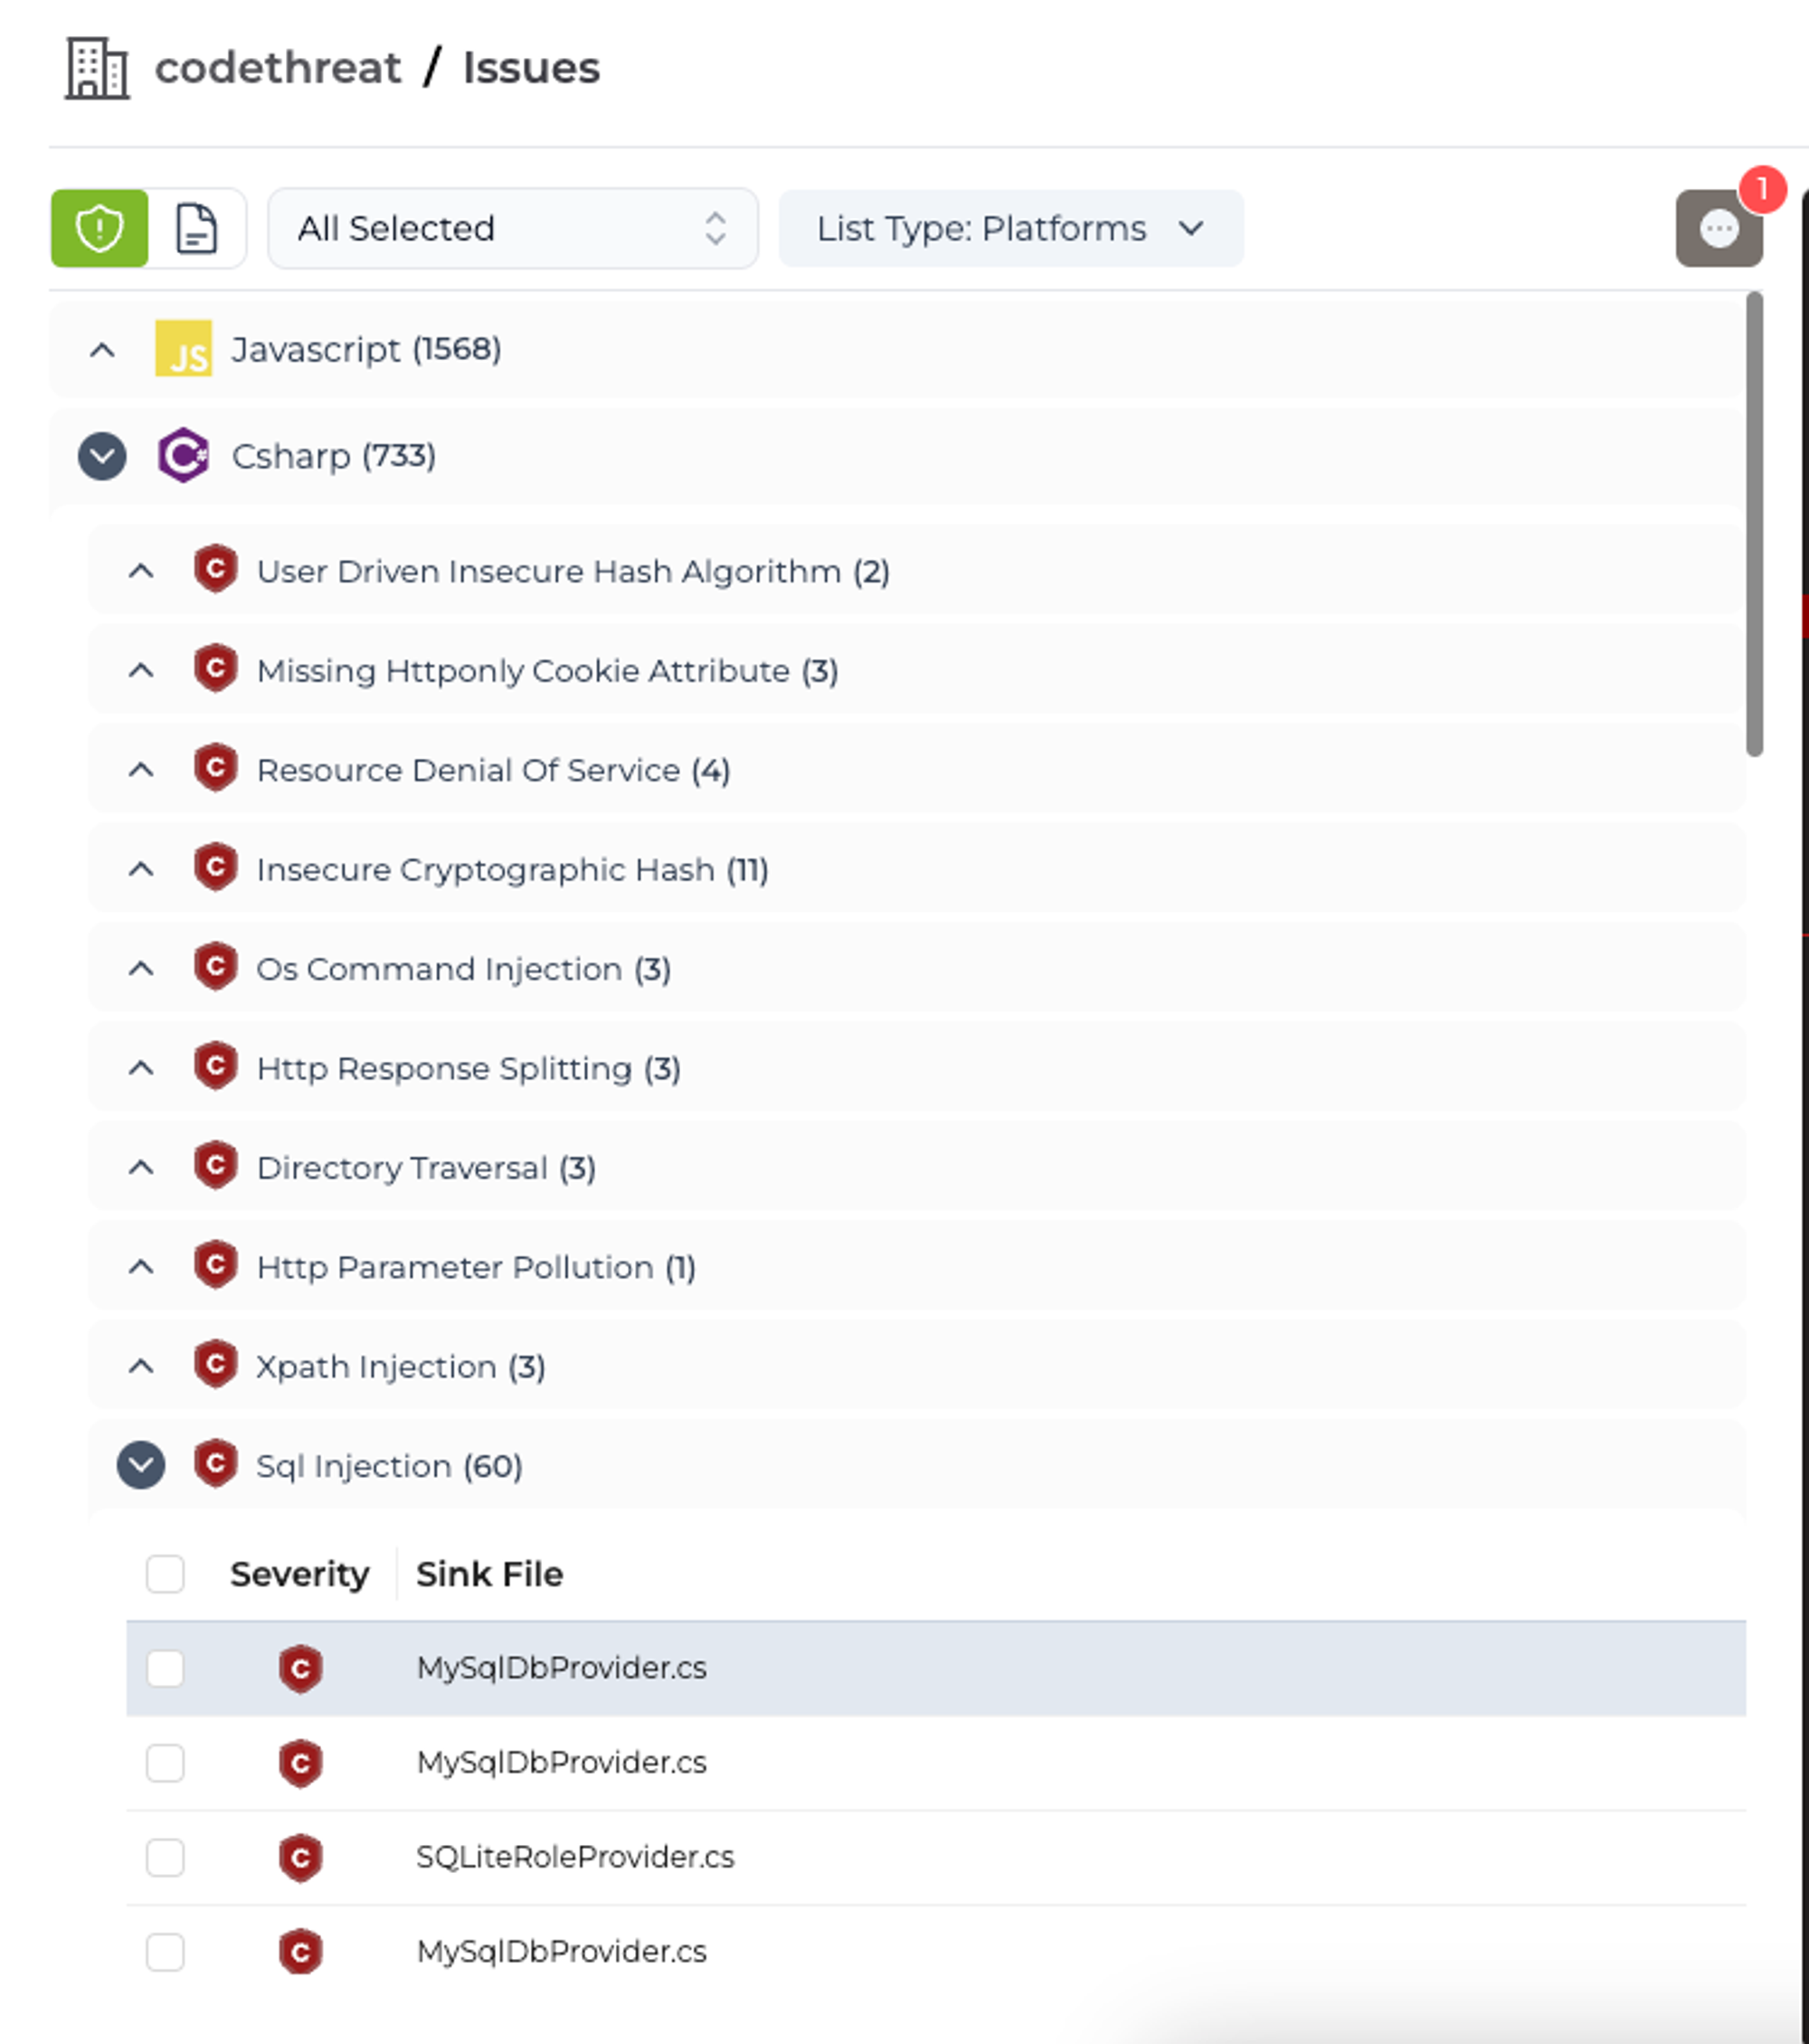 codethreat / Issues
All Selected
List Type: Platforms
1
JS Javascript (1568)
C# Csharp (733)
C User Driven Insecure Hash Algorithm (2)
C Missing Httponly Cookie Attribute (3)
C Resource Denial Of Service (4)
C Insecure Cryptographic Hash (11)
C Os Command Injection (3)
C Http Response Splitting (3)
C Directory Traversal (3)
C Http Parameter Pollution (1)
C Xpath Injection (3)
C Sql Injection (60)
Severity Sink File
C MySqlDbProvider.cs
C MySqlDbProvider.cs
C SQLiteRoleProvider.cs
C MySqlDbProvider.cs